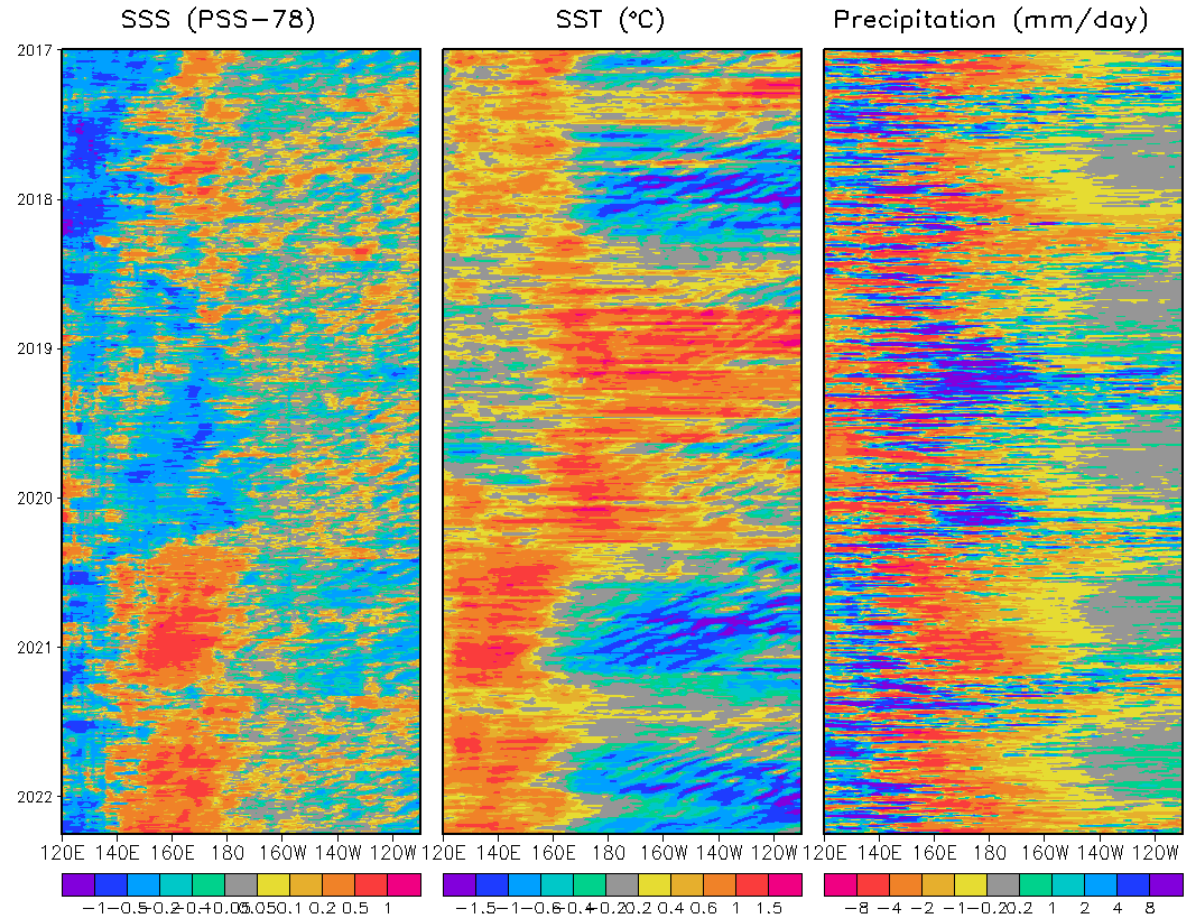 SSS (PSS-78)
SST (°C)
Precipitation (mm/day)
2017
2018
2019
2020
2021
2022
120E 140E 160E 180 160W 140W 120W
120E 140E 160E 180 160W 140W 120W
120E 140E 160E 180 160W 140W 120W
-1 -0.5 -0.2 -0.1 -0.05 0.05 0.1 0.2 0.5 1
-1.5 -1 -0.6 -0.4 -0.2 0.2 0.4 0.6 1 1.5
-8 -4 -2 -1 -0.2 0.2 1 2 4 8